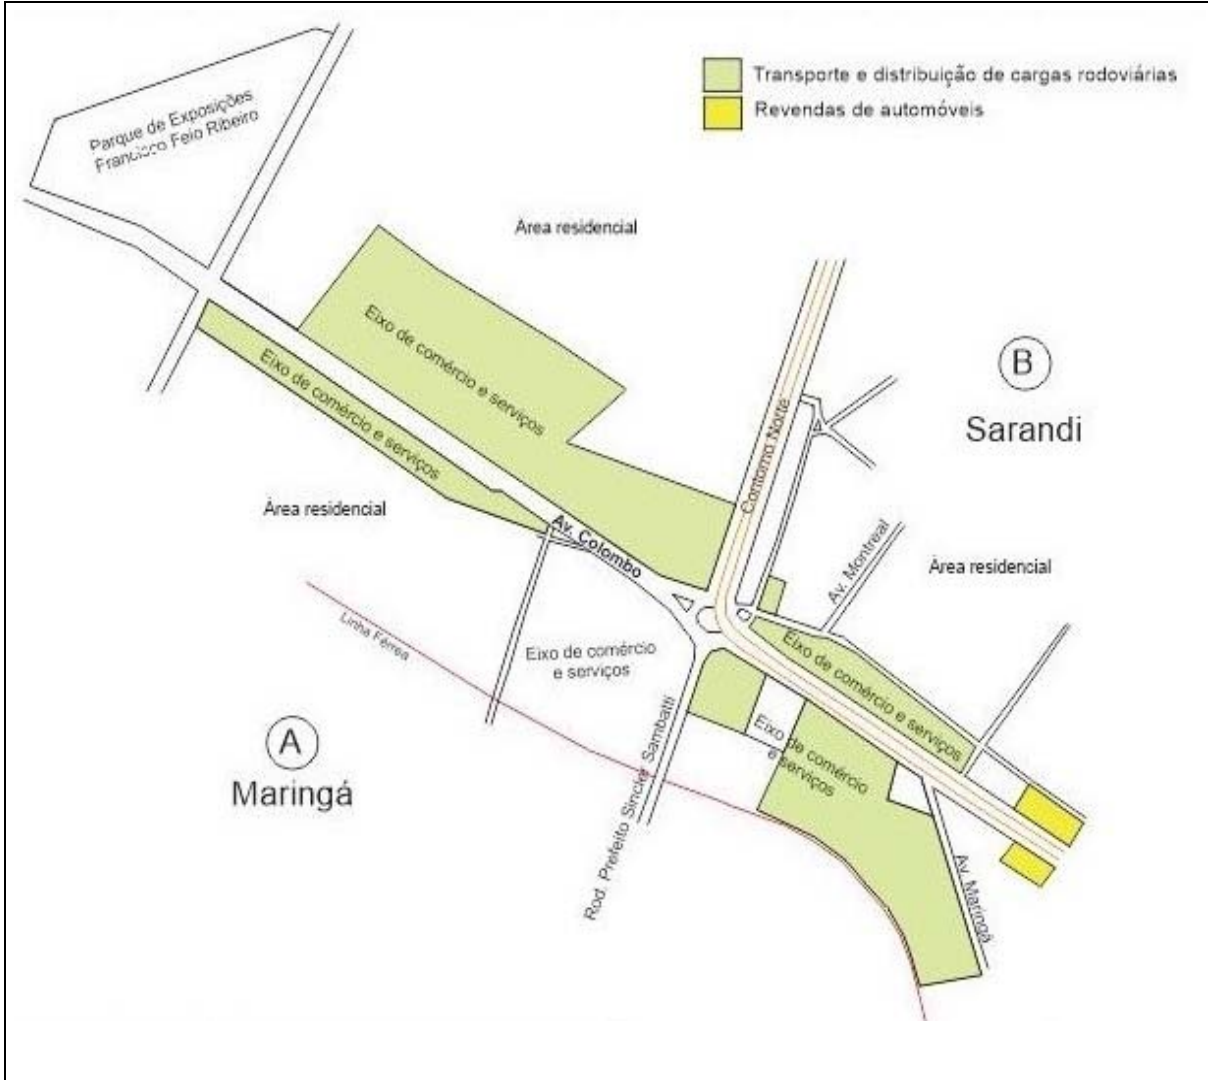 Transporte e distribuição de cargas rodoviárias
Revendas de automóveis
Parque de Exposições
Francisco Feio Ribeiro
Área residencial
Eixo de comércio e serviços
Eixo de comércio e serviços
Contorno Norte
B
Sarandi
Área residencial
Av. Colombo
Av. Montreal
Área residencial
Linha Férrea
Eixo de comércio
e serviços
Eixo de comércio e serviços
A
Maringá
Rod. Prefeito Sincler Sambatti
Eixo de comércio
e serviços
Av. Maringá